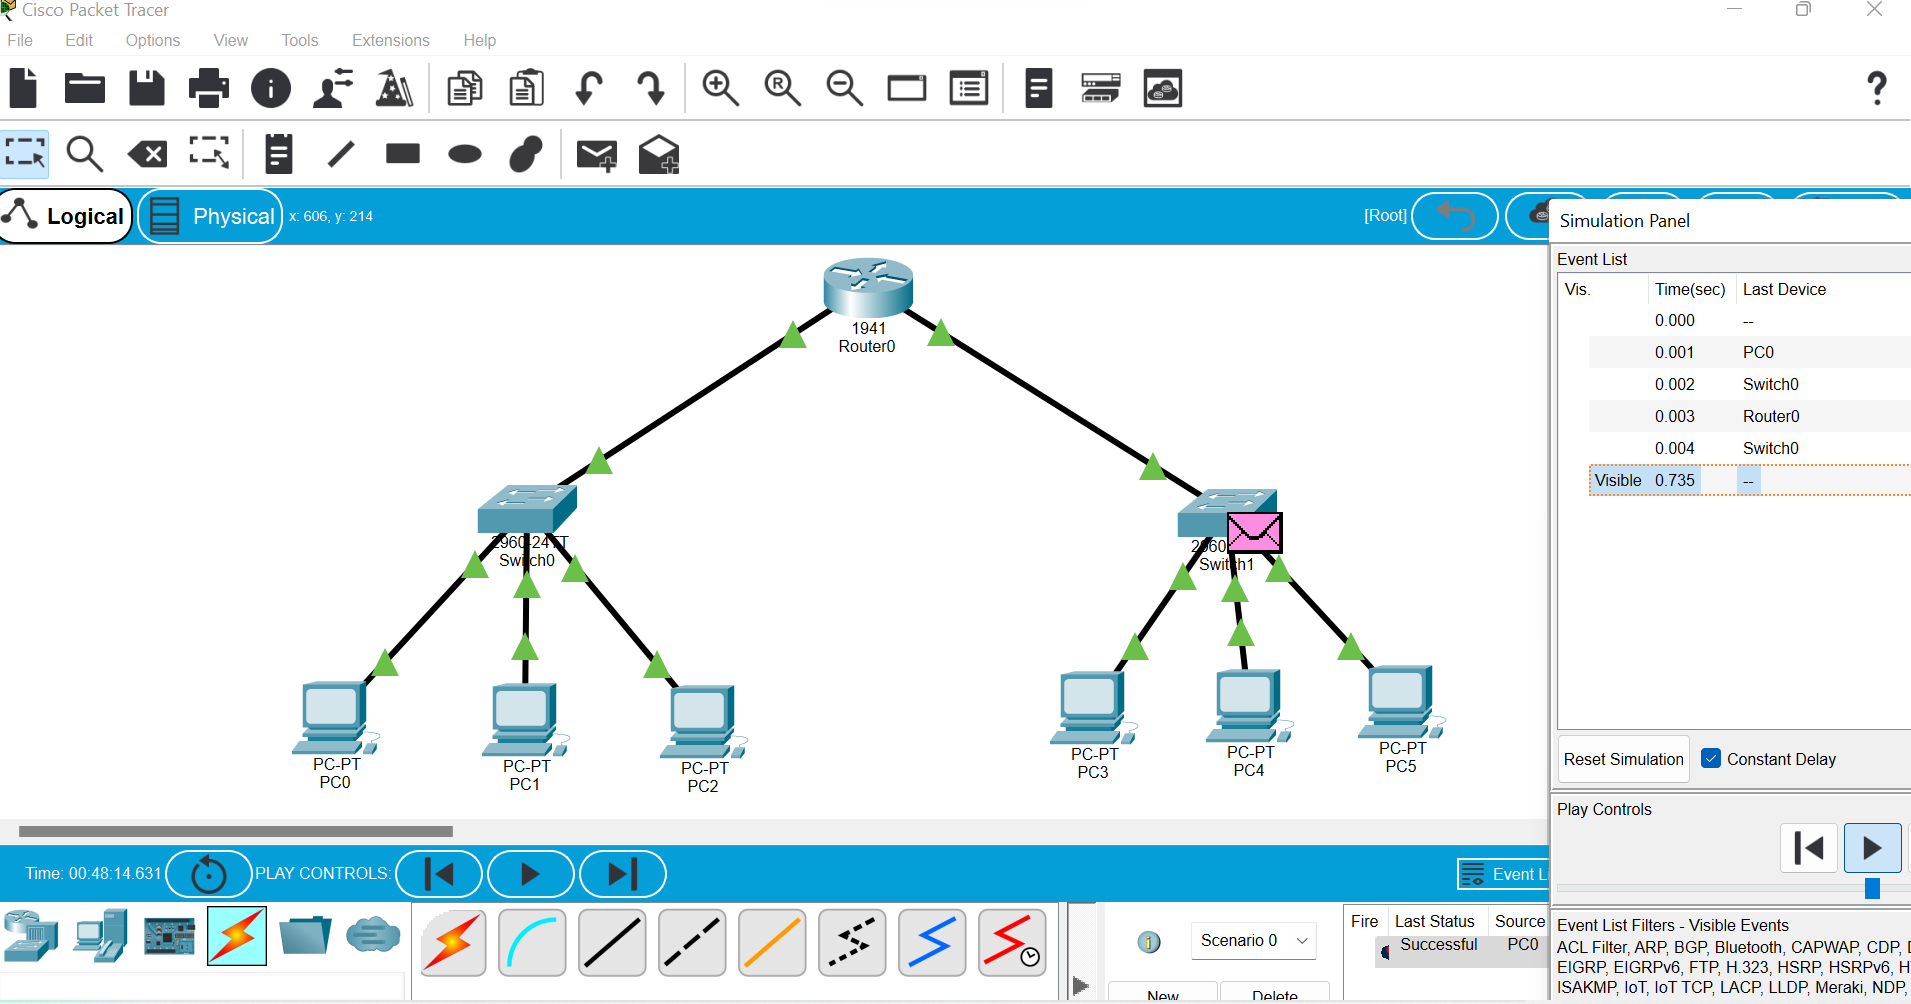 Cisco Packet Tracer
File Edit Options View Tools Extensions Help
Logical Physical x: 606, y: 214 [Root]
Simulation Panel
Event List
Vis. Time(sec) Last Device
0.000 --
0.001 PC0
0.002 Switch0
0.003 Router0
0.004 Switch0
Visible 0.735 --
1941
Router0
2960-24TT
Switch0
2960
Switch1
PC-PT
PC0
PC-PT
PC1
PC-PT
PC2
PC-PT
PC3
PC-PT
PC4
PC-PT
PC5
Reset Simulation Constant Delay
Play Controls
Time: 00:48:14.631 PLAY CONTROLS:
Event Li
Scenario 0
New Delete
Fire Last Status Source
Successful PC0
Event List Filters - Visible Events
ACL Filter, ARP, BGP, Bluetooth, CAPWAP, CDP,
EIGRP, EIGRPv6, FTP, H.323, HSRP, HSRPv6,
ISAKMP, IoT, IoT TCP, LACP, LLDP, Meraki, NDP,